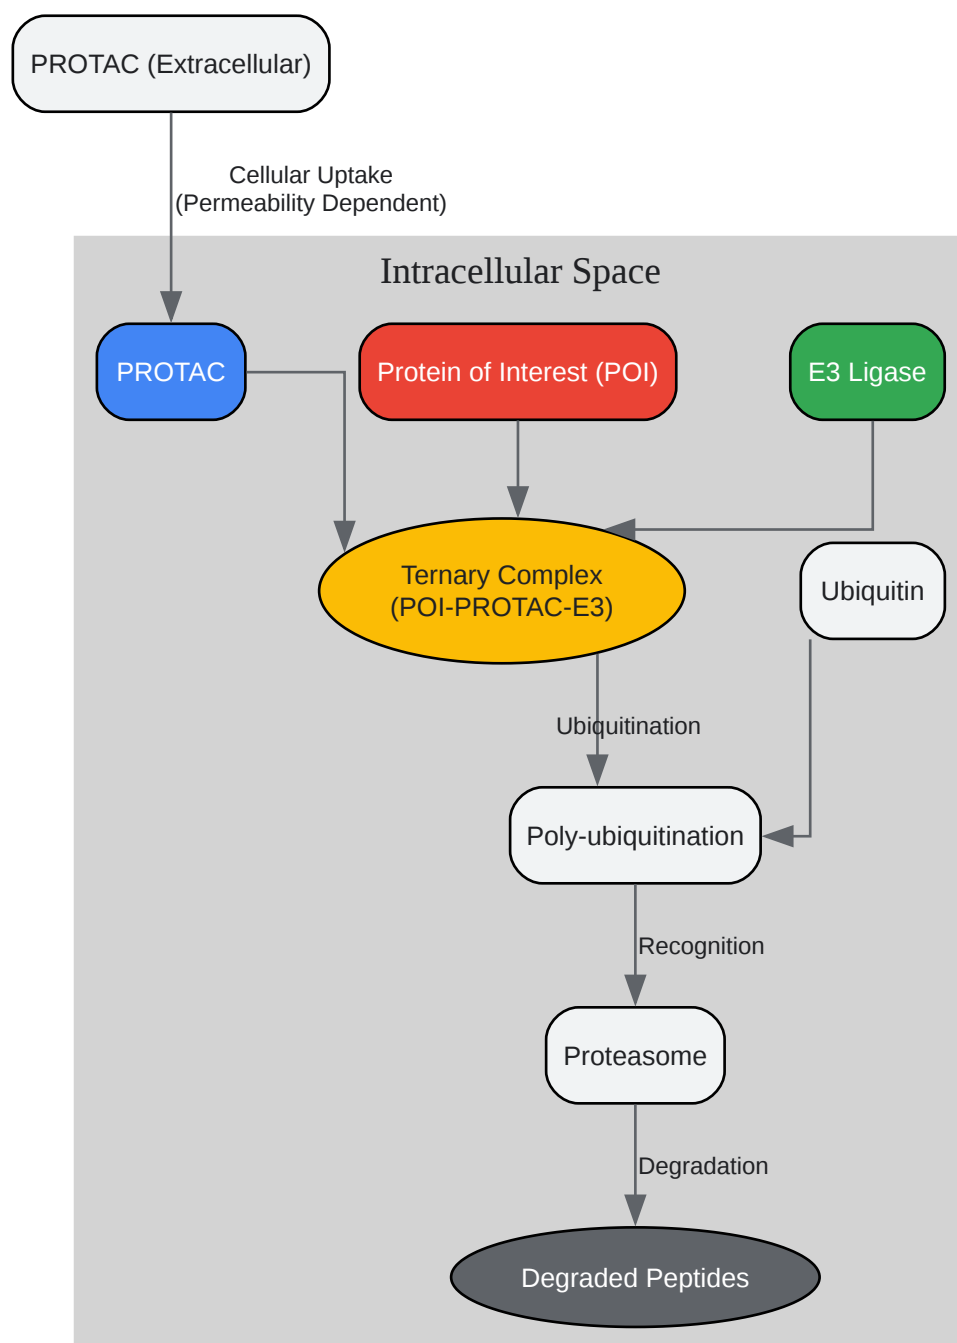 PROTAC (Extracellular)
Cellular Uptake
(Permeability Dependent)
Intracellular Space
PROTAC
Protein of Interest (POI)
E3 Ligase
Ternary Complex
(POI-PROTAC-E3)
Ubiquitin
Ubiquitination
Poly-ubiquitination
Recognition
Proteasome
Degradation
Degraded Peptides